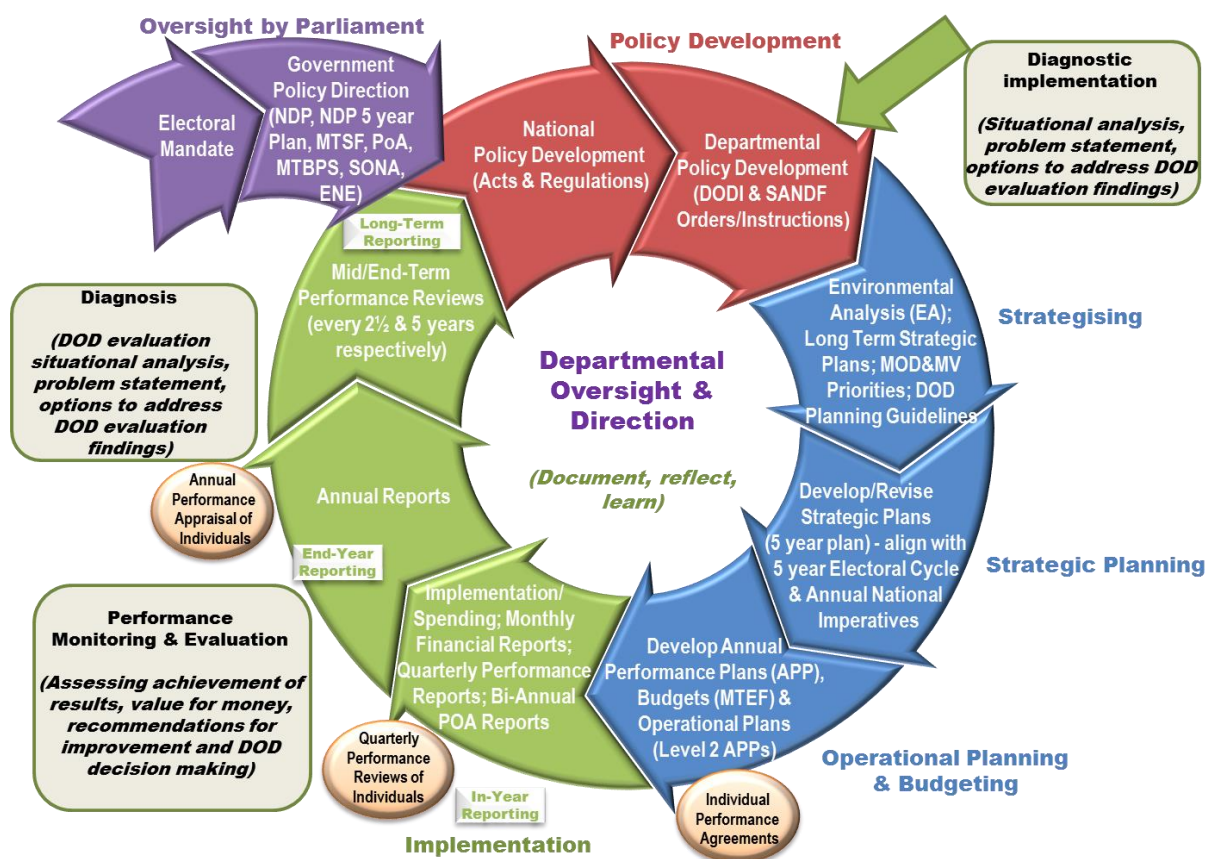 Oversight by Parliament
Electoral
Mandate
Government
Policy Direction
(NDP, NDP 5 year
Plan, MTSF, PoA,
MTBPS, SONA,
ENE)
Policy Development
National
Policy Development
(Acts & Regulations)
Departmental
Policy Development
(DODI & SANDF
Orders/Instructions)
Diagnostic
implementation
(Situational analysis,
problem statement,
options to address DOD
evaluation findings)
Environmental
Analysis (EA);
Long Term Strategic
Plans; MOD&MV
Priorities; DOD
Planning Guidelines
Strategising
Develop/Revise
Strategic Plans
(5 year plan) - align with
5 year Electoral Cycle
& Annual National
Imperatives
Strategic Planning
Develop Annual
Performance Plans (APP),
Budgets (MTEF) &
Operational Plans
(Level 2 APPs)
Operational Planning
& Budgeting
Individual
Performance
Agreements
Implementation/
Spending; Monthly
Financial Reports;
Quarterly Performance
Reports; Bi-Annual
POA Reports
Quarterly
Performance
Reviews of
Individuals
In-Year
Reporting
Implementation
Annual Reports
End-Year
Reporting
Annual
Performance
Appraisal of
Individuals
Performance
Monitoring & Evaluation
(Assessing achievement of
results, value for money,
recommendations for
improvement and DOD
decision making)
Long-Term
Reporting
Mid/End-Term
Performance Reviews
(every 2½ & 5 years
respectively)
Diagnosis
(DOD evaluation
situational analysis,
problem statement,
options to address
DOD evaluation
findings)
Departmental
Oversight &
Direction
(Document, reflect,
learn)